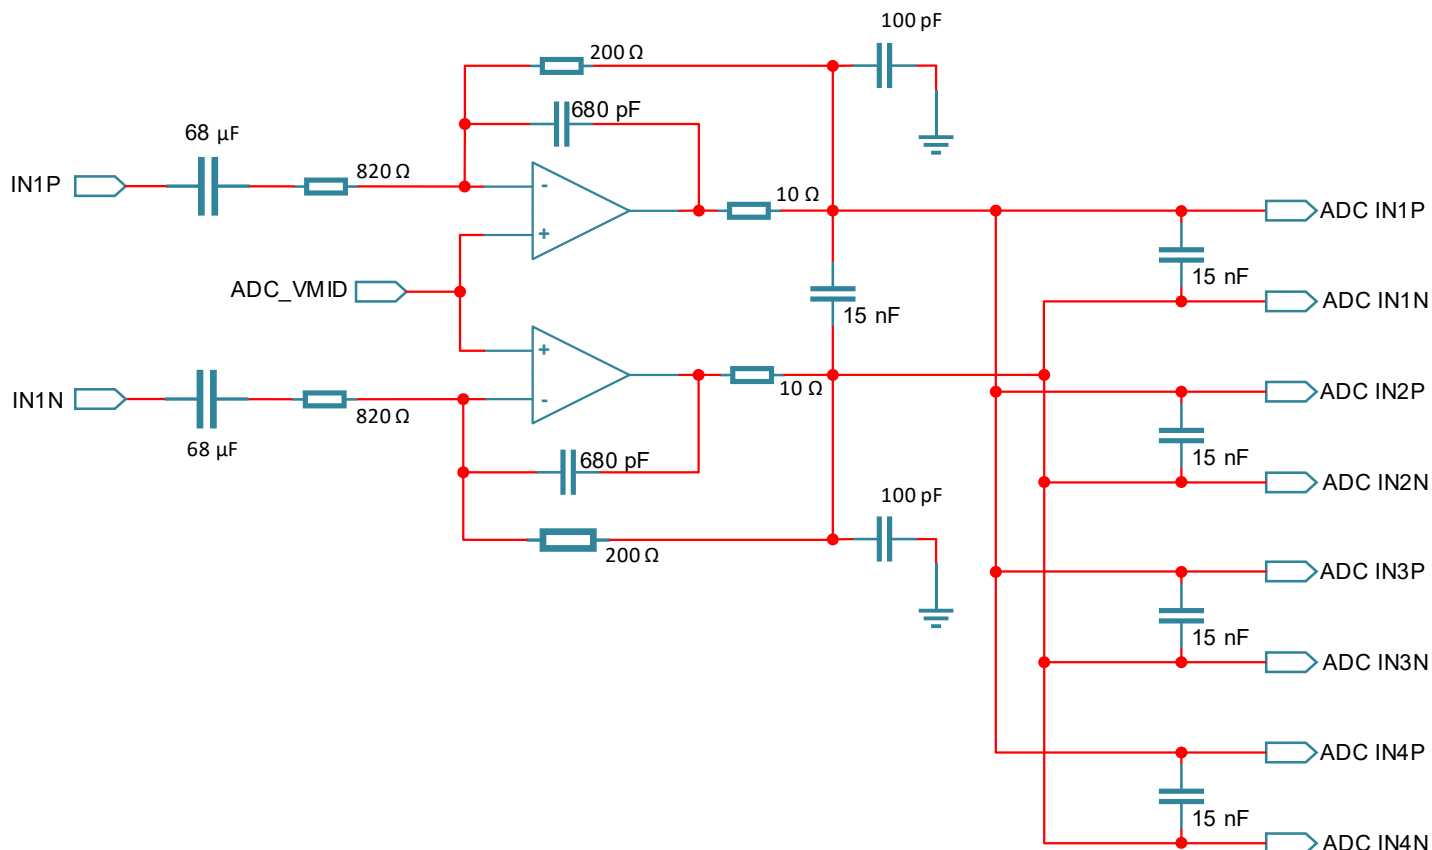 100 pF
200 Ω
680 pF
68 µF
820 Ω
IN1P
-
10 Ω
ADC IN1P
+
15 nF
ADC_VMID
ADC IN1N
15 nF
+
10 Ω
ADC IN2P
IN1N
-
820 Ω
68 µF
680 pF
15 nF
ADC IN2N
100 pF
200 Ω
ADC IN3P
15 nF
ADC IN3N
ADC IN4P
15 nF
ADC IN4N